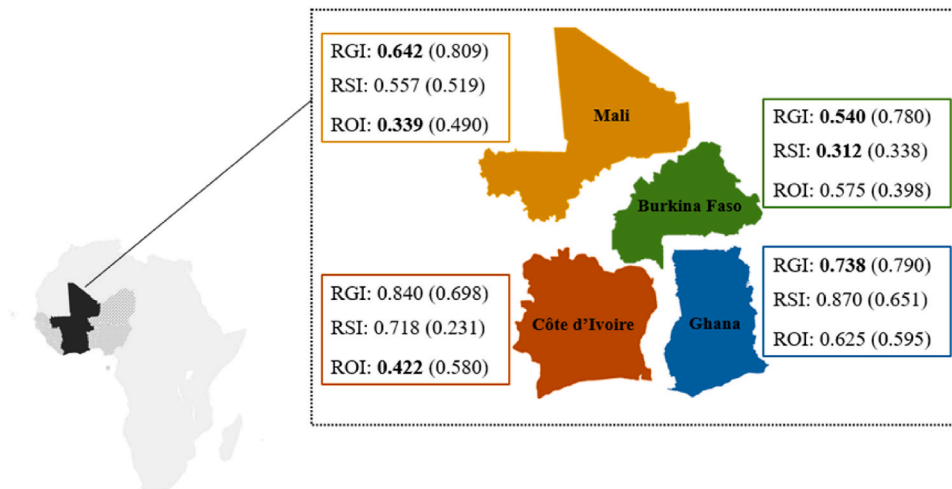 RGI: 0.642 (0.809)
RSI: 0.557 (0.519)
ROI: 0.339 (0.490)
Mali
RGI: 0.540 (0.780)
RSI: 0.312 (0.338)
ROI: 0.575 (0.398)
Burkina Faso
RGI: 0.840 (0.698)
RSI: 0.718 (0.231)
ROI: 0.422 (0.580)
Côte d'Ivoire
Ghana
RGI: 0.738 (0.790)
RSI: 0.870 (0.651)
ROI: 0.625 (0.595)